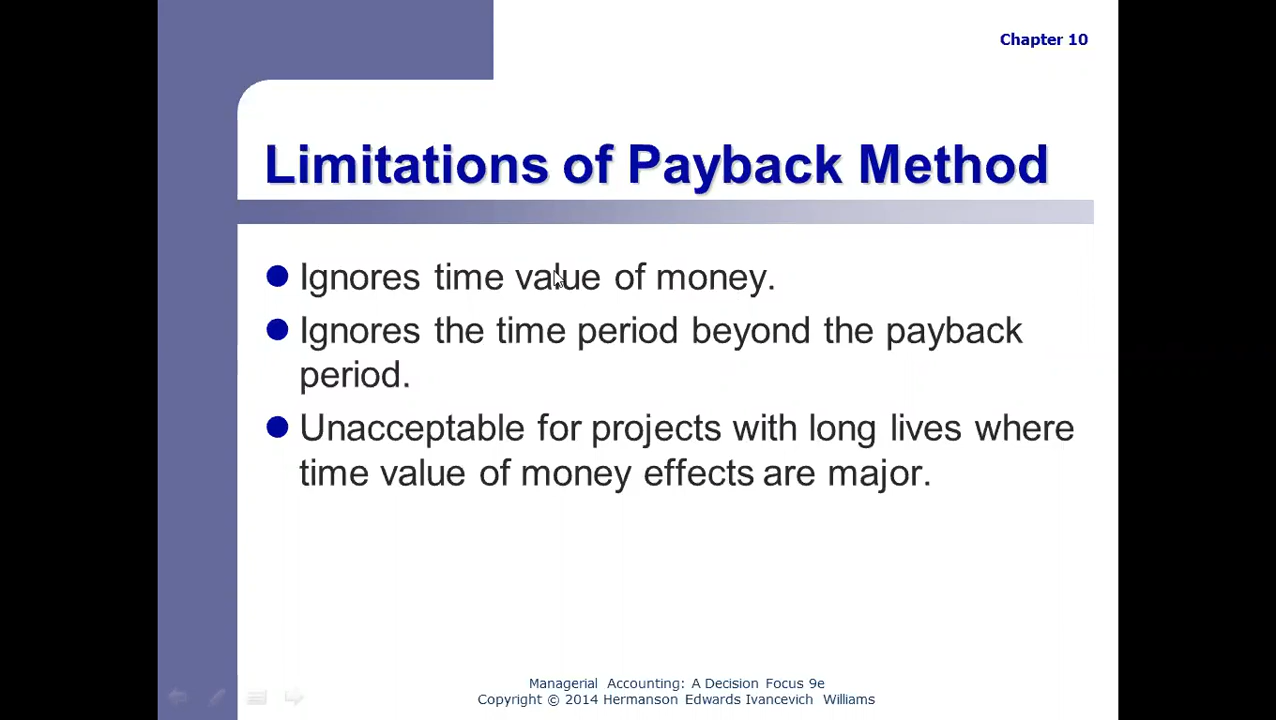 Chapter 10
Limitations of Payback Method
Ignores time value of money.
Ignores the time period beyond the payback
period.
Unacceptable for projects with long lives where
time value of money effects are major.
Managerial Accounting: A Decision Focus 9e
Copyright © 2014 Hermanson Edwards Ivancevich Williams